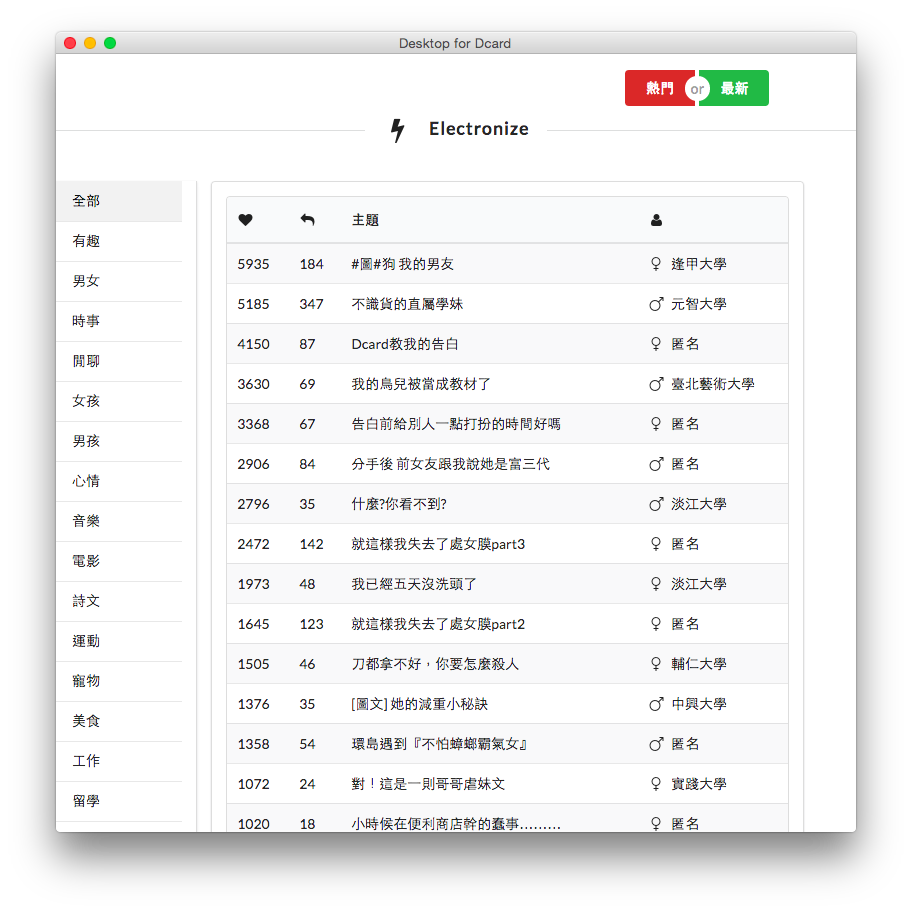 Desktop for Dcard
熱門 or 最新
Electronize
全部
有趣
男女
時事
閒聊
女孩
男孩
心情
音樂
電影
詩文
運動
寵物
美食
工作
留學
主題
5935 184 #圖#狗 我的男友 逢甲大學
5185 347 不識貨的直屬學妹 元智大學
4150 87 Dcard教我的告白 匿名
3630 69 我的鳥兒被當成教材了 臺北藝術大學
3368 67 告白前給別人一點打扮的時間好嗎 匿名
2906 84 分手後 前女友跟我說她是富三代 匿名
2796 35 什麼?你看不到? 淡江大學
2472 142 就這樣我失去了處女膜part3 匿名
1973 48 我已經五天沒洗頭了 淡江大學
1645 123 就這樣我失去了處女膜part2 匿名
1505 46 刀都拿不好，你要怎麼殺人 輔仁大學
1376 35 [圖文] 她的減重小秘訣 中興大學
1358 54 環島遇到『不怕蟑螂霸氣女』 匿名
1072 24 對！這是一則哥哥虐妹文 實踐大學
1020 18 小時候在便利商店幹的蠢事......... 匿名